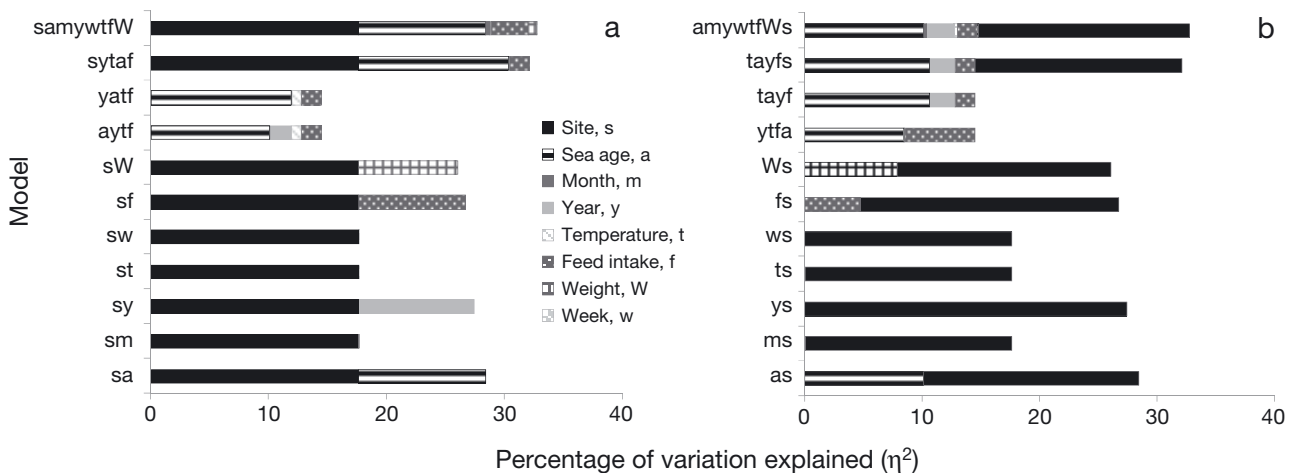 a
samywtfW
sytaf
yatf
aytf
sW
sf
sw
st
sy
sm
sa
Model
0 10 20 30 40
Site, s
Sea age, a
Month, m
Year, y
Temperature, t
Feed intake, f
Weight, W
Week, w
b
amywtfWs
tayfs
tayf
ytfa
Ws
fs
ws
ts
ys
ms
as
0 10 20 30 40
Percentage of variation explained (η²)